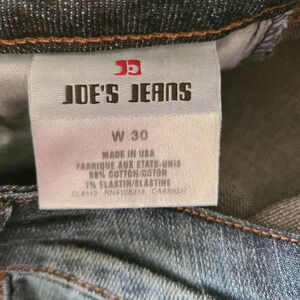 JOE'S JEANS
W 30
MADE IN USA
FABRIQUE AUX ETATS-UNIS
99% COTTON/COTON
1% ELASTIN/ELASTINE